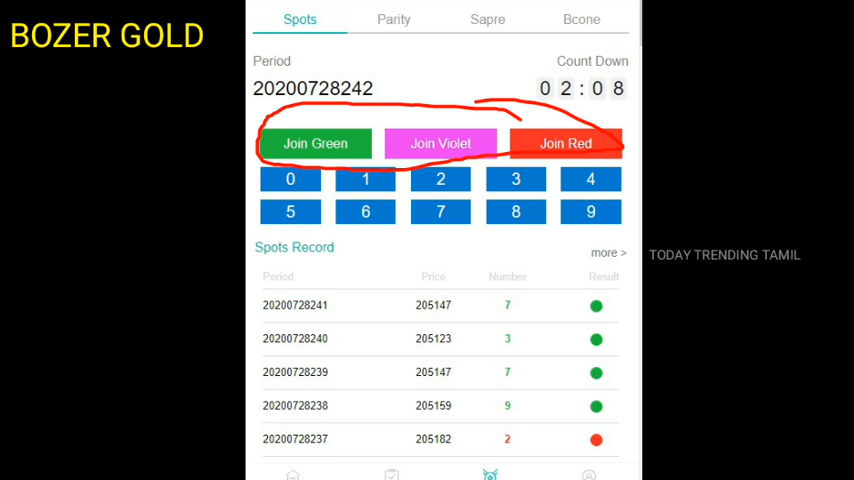 BOZER GOLD
Spots Parity Sapre Bcone
Period Count Down
20200728242 0 2 : 0 8
Join Green Join Violet Join Red
0 1 2 3 4
5 6 7 8 9
Spots Record
more >
TODAY TRENDING TAMIL
Period Price Number Result
20200728241 205147 7
20200728240 205123 3
20200728239 205147 7
20200728238 205159 9
20200728237 205182 2